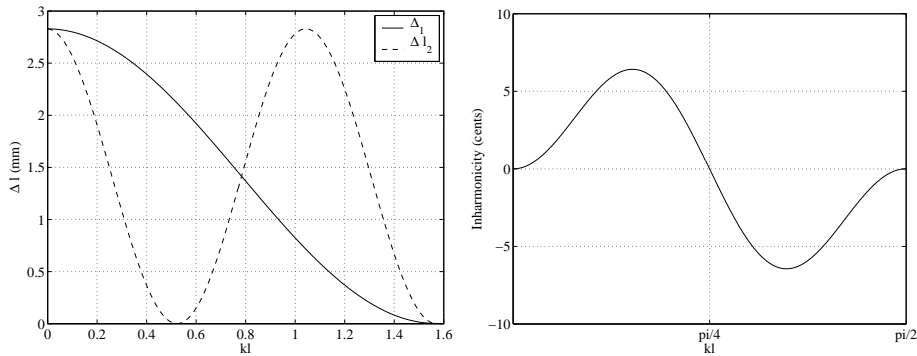 Δ₁
Δ l₂
3
2.5
2
1.5
1
0.5
0
Δ l (mm)
0
0.2
0.4
0.6
0.8
1
1.2
1.4
1.6
kl
10
5
0
−5
−10
Inharmonicity (cents)
pi/4
pi/2
kl